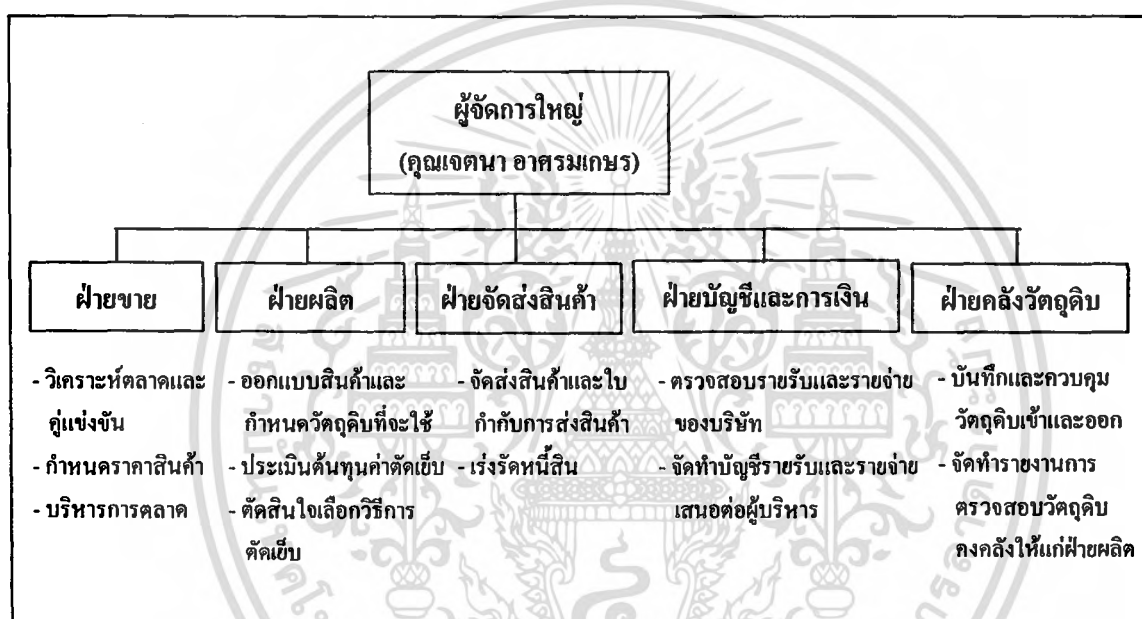 ผู้จัดการใหญ่
(คุณเจตนา อาศรมเกษร)
ฝ่ายขาย
- วิเคราะห์ตลาดและ
คู่แข่งขัน
- กำหนดราคาสินค้า
- บริหารการตลาด
ฝ่ายผลิต
- ออกแบบสินค้าและ
กำหนดวัตถุดิบที่จะใช้
- ประเมินต้นทุนค่าตัดเย็บ
- ตัดสินใจเลือกวิธีการ
ตัดเย็บ
ฝ่ายจัดส่งสินค้า
- จัดส่งสินค้าและใบ
กำกับการส่งสินค้า
- เร่งรัดหนี้สิน
ฝ่ายบัญชีและการเงิน
- ตรวจสอบรายรับและรายจ่าย
ของบริษัท
- จัดทำบัญชีรายรับและรายจ่าย
เสนอต่อผู้บริหาร
ฝ่ายคลังวัตถุดิบ
- บันทึกและควบคุม
วัตถุดิบเข้าและออก
- จัดทำรายงานการ
ตรวจสอบวัตถุดิบ
คงคลังให้แก่ฝ่ายผลิต